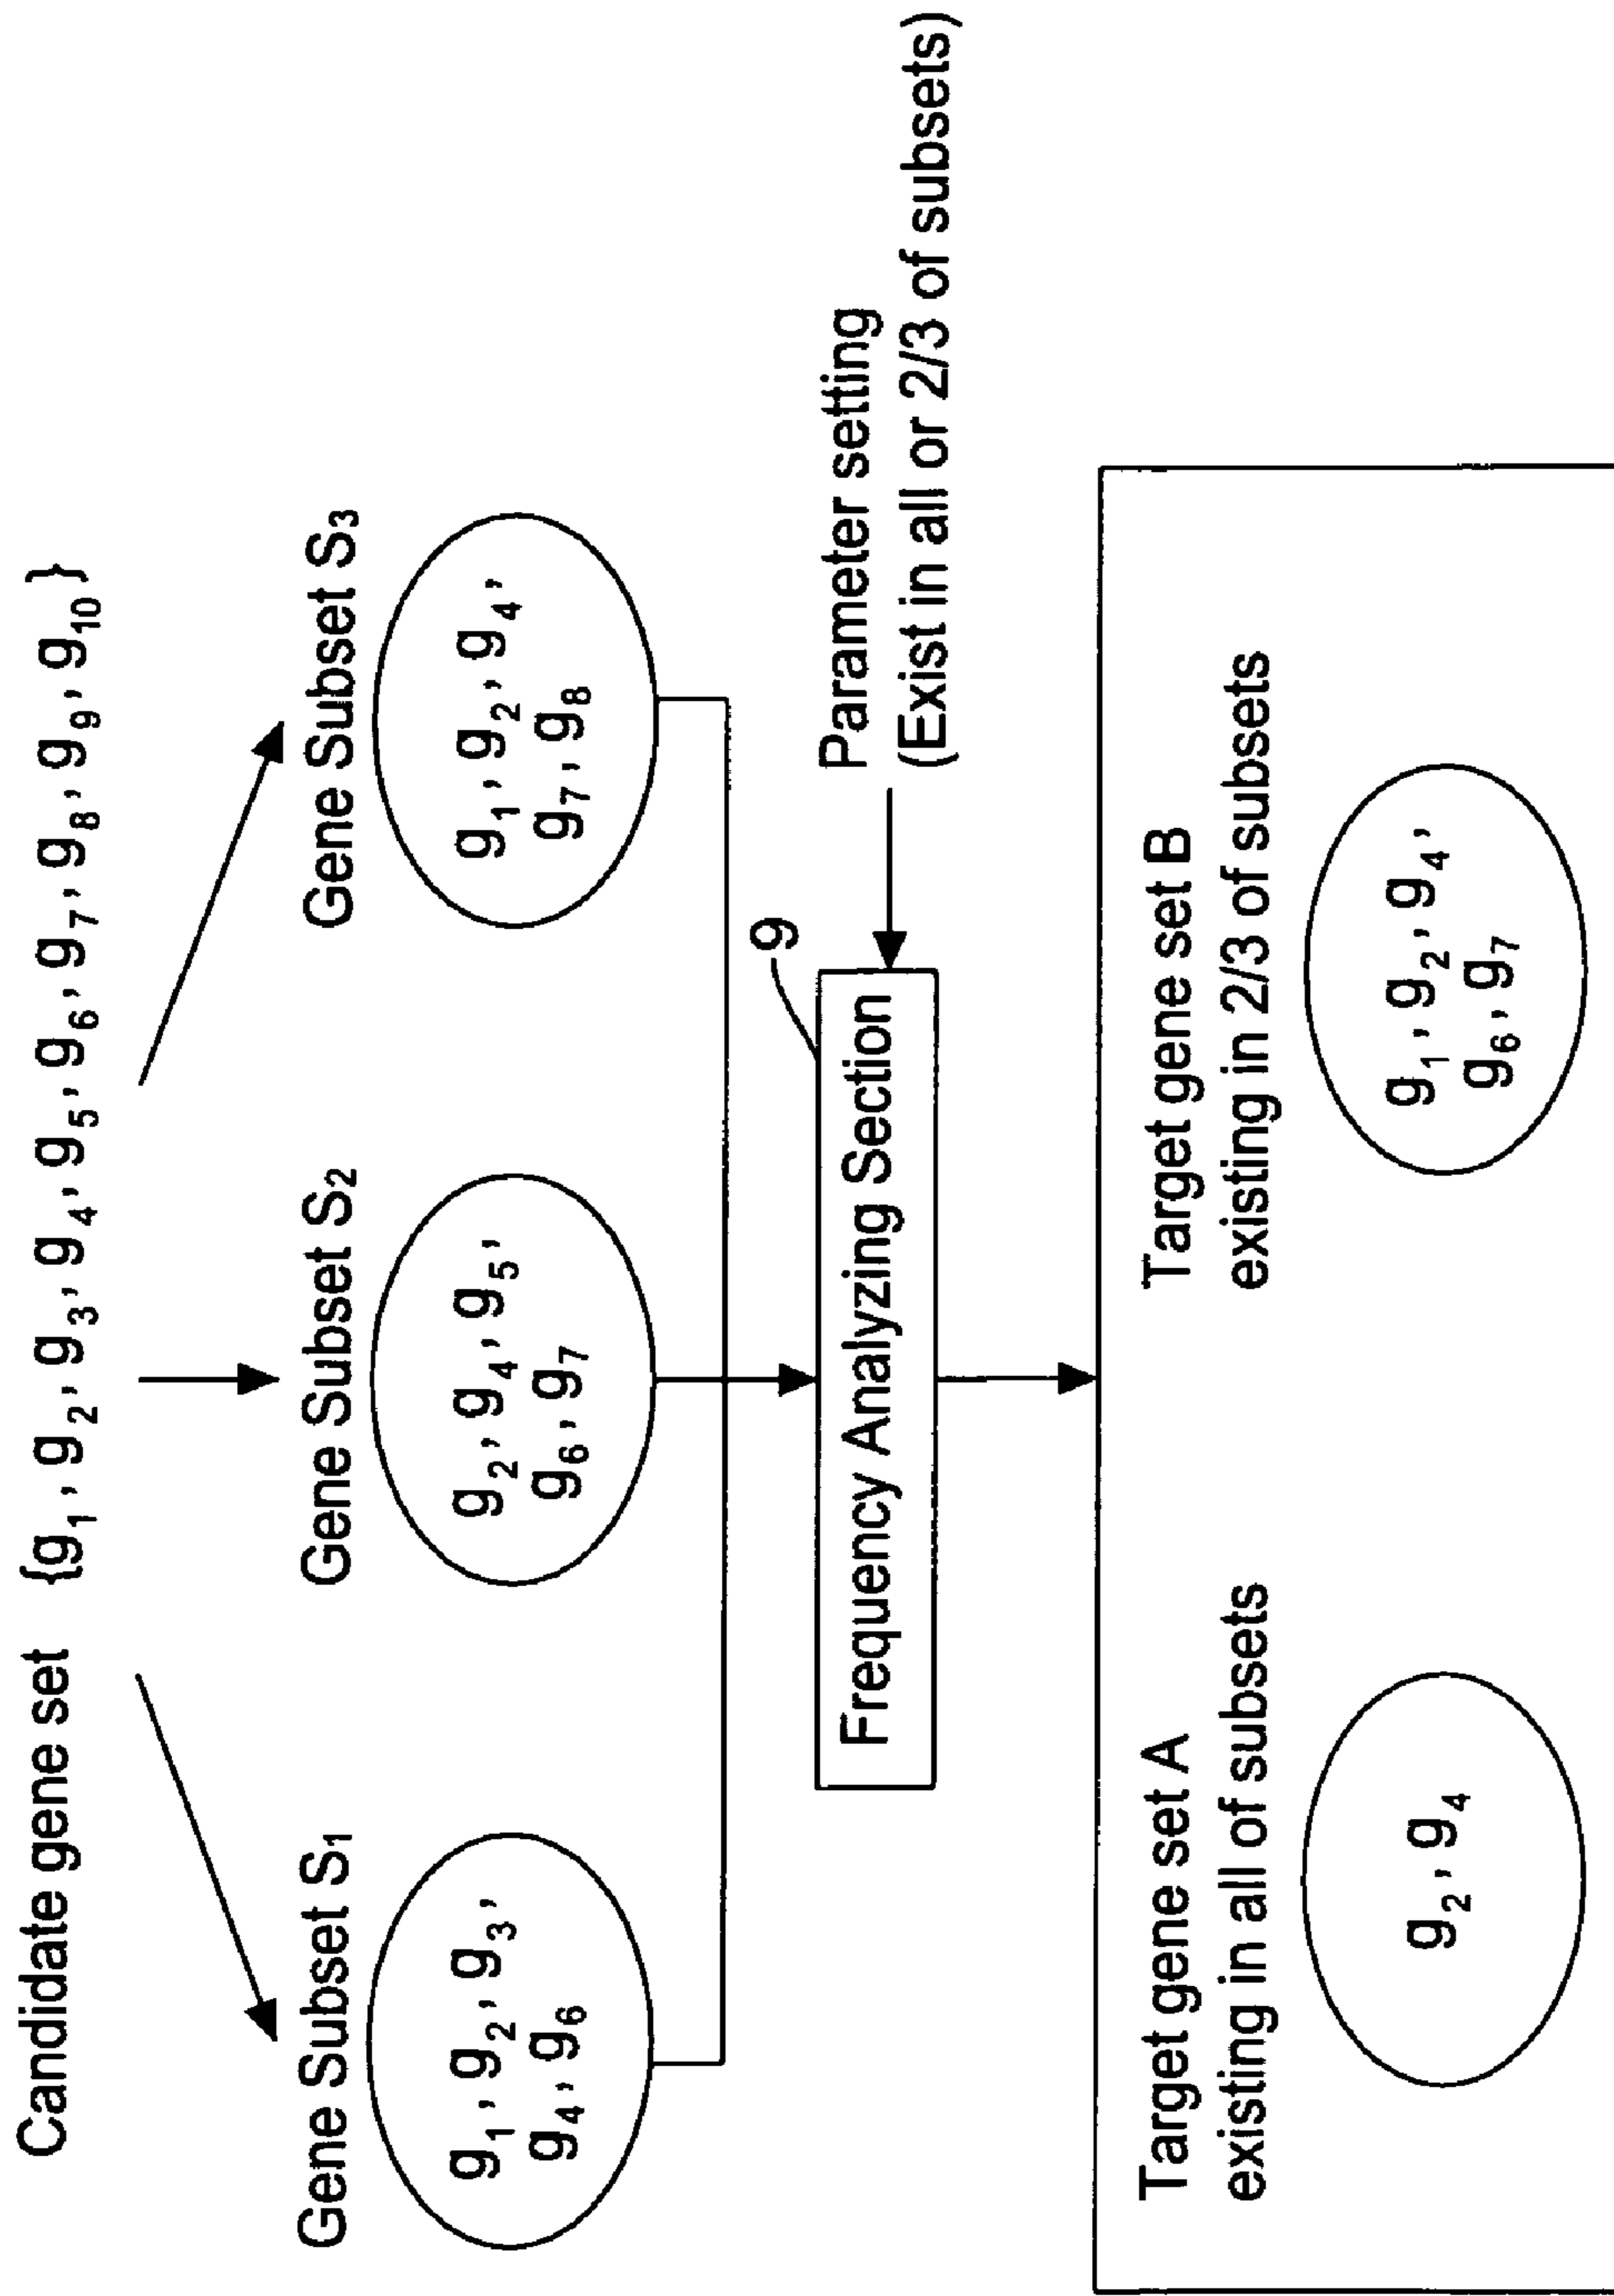 Candidate gene set {g₁, g₂, g₃, g₄, g₅, g₆, g₇, g₈, g₉, g₁₀}
Gene Subset S₁
g₁, g₂, g₃,
g₄, g₆
Gene Subset S₂
g₂, g₄, g₅,
g₆, g₇
Gene Subset S₃
g₁, g₂, g₄,
g₇, g₈
9
Frequency Analyzing Section
Parameter setting
(Exist in all or 2/3 of subsets)
Target gene set A
existing in all of subsets
g₂, g₄
Target gene set B
existing in 2/3 of subsets
g₁, g₂, g₄,
g₆, g₇